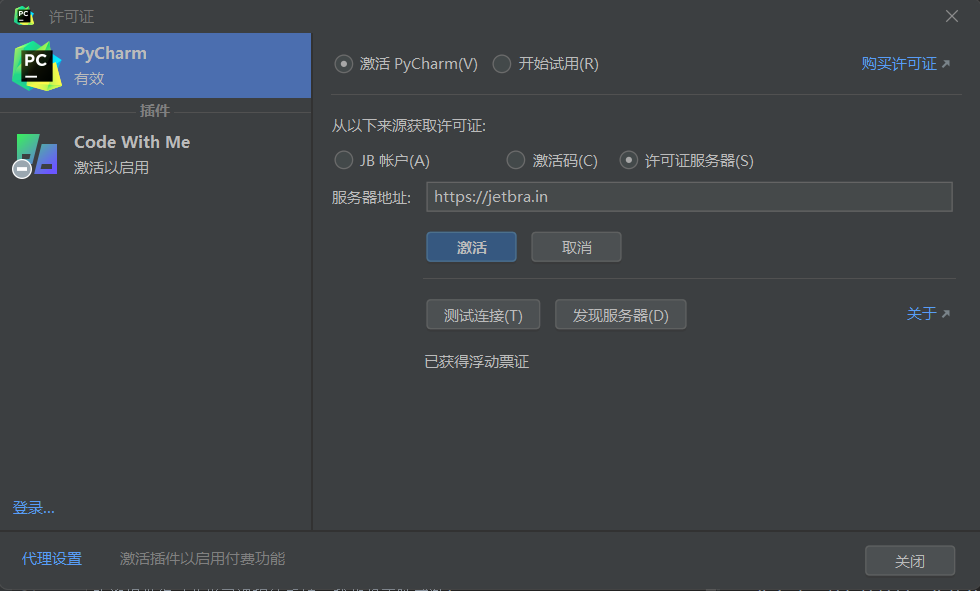 许可证
PyCharm
有效
插件
Code With Me
激活以启用
登录...
激活 PyCharm(V) 开始试用(R) 购买许可证
从以下来源获取许可证:
JB 帐户(A) 激活码(C) 许可证服务器(S)
服务器地址: https://jetbra.in
激活 取消
测试连接(T) 发现服务器(D) 关于
已获得浮动票证
代理设置 激活插件以启用付费功能 关闭